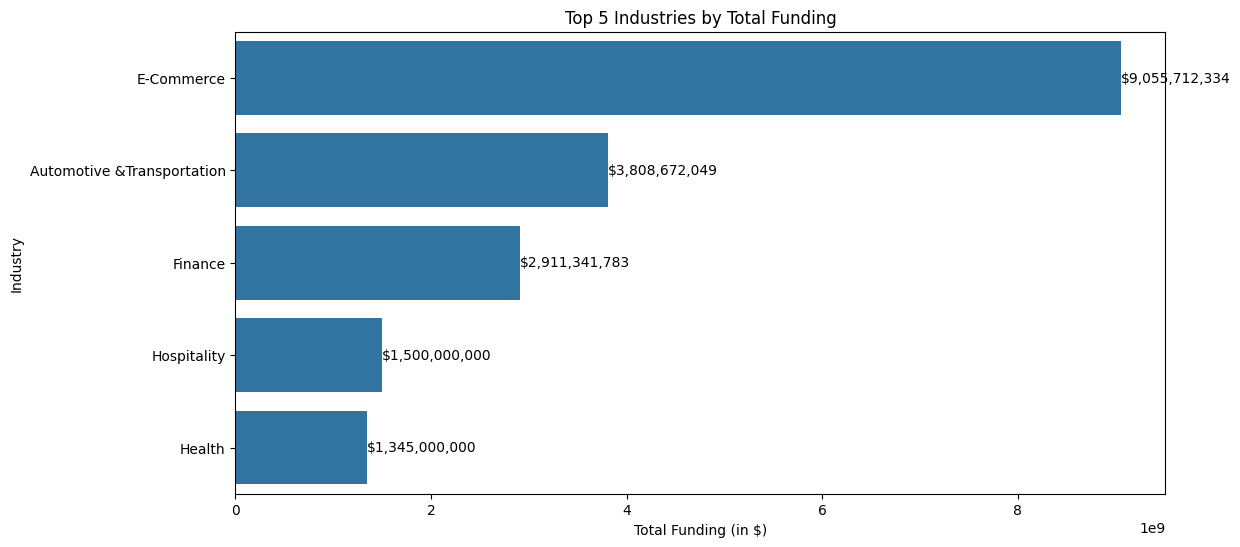 Top 5 Industries by Total Funding
Industry
E-Commerce
$9,055,712,334
Automotive &Transportation
$3,808,672,049
Finance
$2,911,341,783
Hospitality
$1,500,000,000
Health
$1,345,000,000
0 2 4 6 8
1e9
Total Funding (in $)